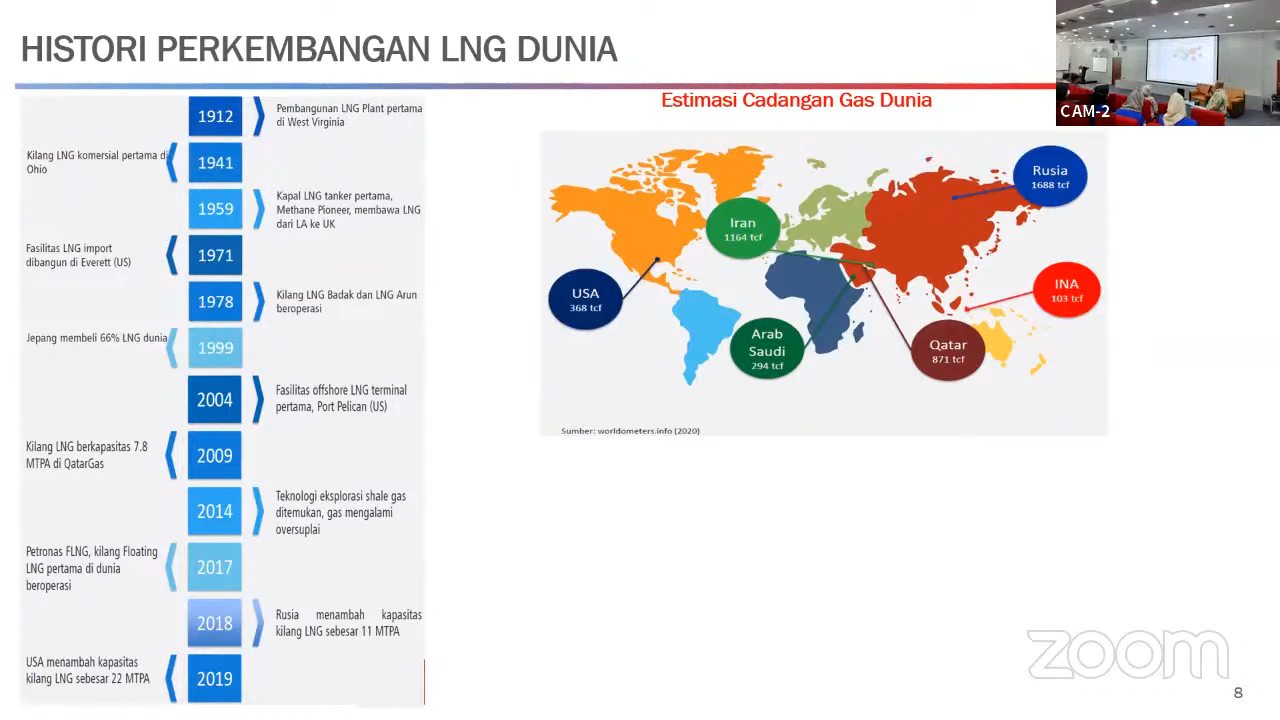 HISTORI PERKEMBANGAN LNG DUNIA
CAM-2
1912
Pembangunan LNG Plant pertama
di West Virginia
Kilang LNG komersial pertama di
Ohio
1941
1959
Kapal LNG tanker pertama,
Methane Pioneer, membawa LNG
dari LA ke UK
Fasilitas LNG import
dibangun di Everett (US)
1971
1978
Kilang LNG Badak dan LNG Arun
beroperasi
Jepang membeli 66% LNG dunia
1999
2004
Fasilitas offshore LNG terminal
pertama, Port Pelican (US)
Kilang LNG berkapasitas 7.8
MTPA di QatarGas
2009
2014
Teknologi eksplorasi shale gas
ditemukan, gas mengalami
oversuplai
Petronas FLNG, kilang Floating
LNG pertama di dunia
beroperasi
2017
2018
Rusia menambah kapasitas
kilang LNG sebesar 11 MTPA
USA menambah kapasitas
kilang LNG sebesar 22 MTPA
2019
Estimasi Cadangan Gas Dunia
Rusia
1688 tcf
Iran
1164 tcf
USA
368 tcf
INA
103 tcf
Arab
Saudi
294 tcf
Qatar
871 tcf
Sumber: worldometers.info (2020)
zoom
8